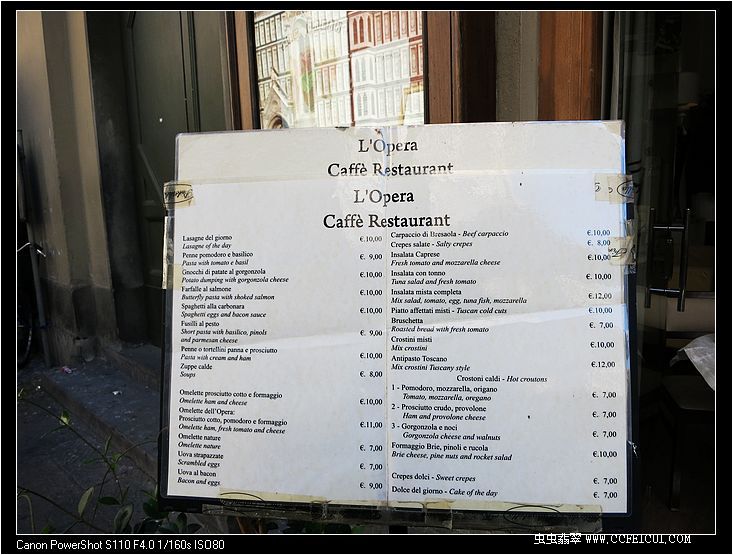 L'Opera
Caffè Restaurant
L'Opera
Caffè Restaurant
Lasagne del giorno €.10,00
Lasagne of the day
Penne pomodoro e basilico €. 9,00
Pasta with tomato e basil
Gnocchi di patate al gorgonzola
Potato dumping with gorgonzola cheese €.10,00
Farfalle al salmone
Butterfly pasta with shoked salmon €.10,00
Spaghetti alla carbonara
Spaghetti eggs and bacon sauce €.10,00
Fusilli al pesto
Short pasta with basilico, pinols €. 9,00
and parmesan cheese
Penne o tortellini panna e prosciutto
Pasta with cream and ham €.10,00
Zuppe calde
Soups €. 8,00
Omelette prosciutto cotto e formaggio
Omelette ham and cheese €.10,00
Omelette dell'Opera:
Prosciutto cotto, pomodoro e formaggio
Omelette ham, fresh tomato and cheese €.11,00
Omelette nature
Omelette nature €. 7,00
Uova strapazzate
Scrambled eggs €. 7,00
Uova al bacon
Bacon and eggs €. 9,00
Carpaccio di Bresaola - Beef carpaccio €.10,00
Crepes salate - Salty crepes €. 8,00
Insalata Caprese
Fresh tomato and mozzarella cheese €.10,00
Insalata con tonno
Tuna salad and fresh tomato €.10,00
Insalata mista completa
Mix salad, tomato, egg, tuna fish, mozzarella €.12,00
Piatto affettati misti - Tuscan cold cuts €.10,00
Bruschetta
Roasted bread with fresh tomato €. 7,00
Crostini misti
Mix crostini €.10,00
Antipasto Toscano
Mix crostini Tuscany style €.12,00
Crostoni caldi - Hot croutons
1 - Pomodoro, mozzarella, origano
Tomato, mozzarella, oregano €. 7,00
2 - Prosciutto crudo, provolone
Ham and provolone cheese €. 7,00
3 - Gorgonzola e noci
Gorgonzola cheese and walnuts €. 7,00
Formaggio Brie, pinoli e rucola
Brie cheese, pine nuts and rocket salad €.10,00
Crepes dolci - Sweet crepes €. 7,00
Dolce del giorno - Cake of the day €. 7,00
Canon PowerShot S110 F4.0 1/160s ISO80
虫虫翡翠 WWW.CCFEICUI.COM